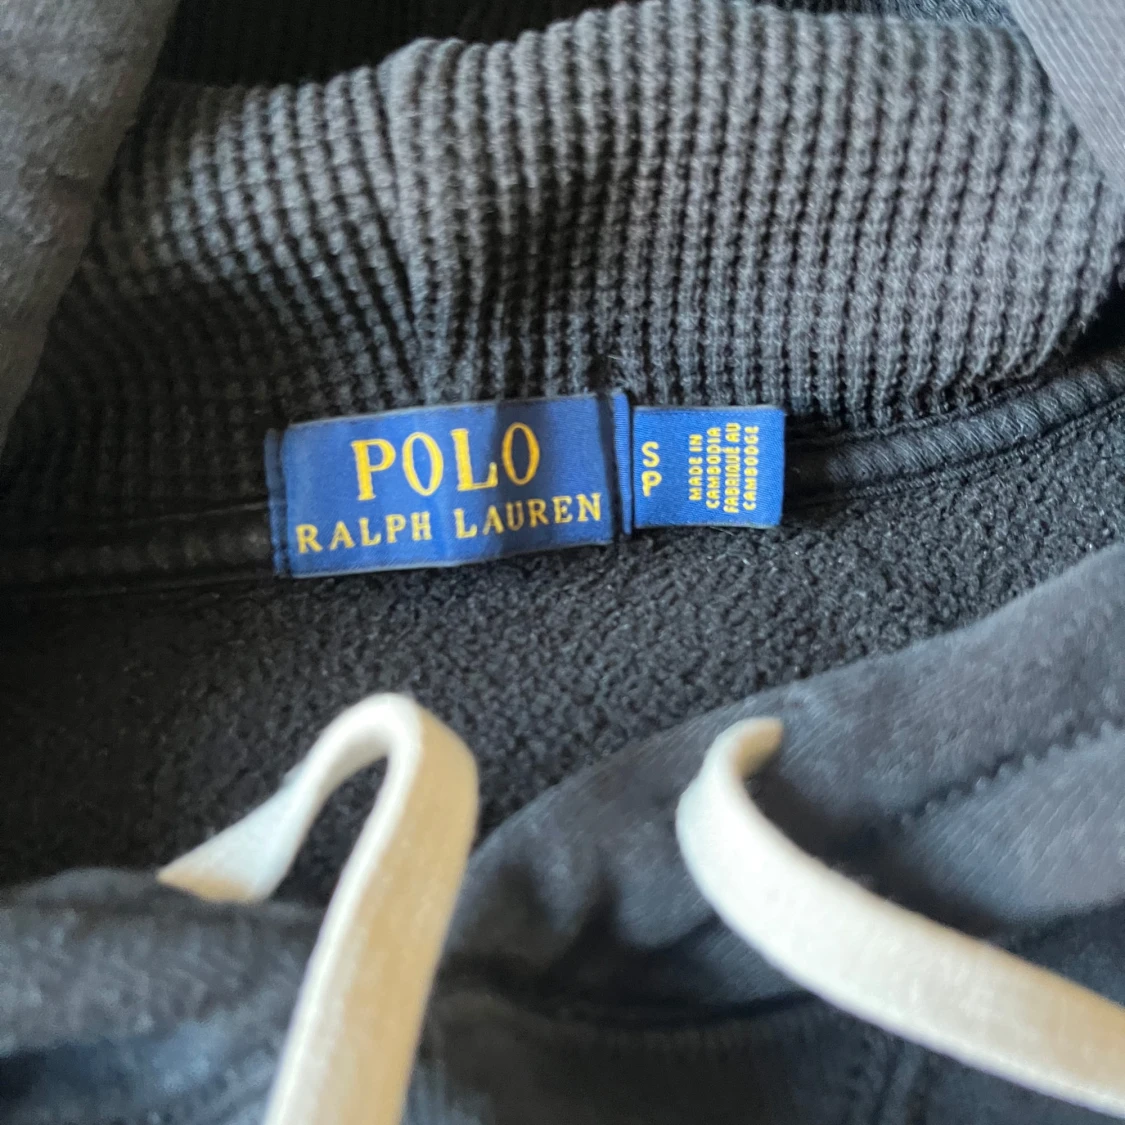 POLO
RALPH LAUREN
S
P
MADE IN
CAMBODIA
FABRIQUÉ AU
CAMBODGE